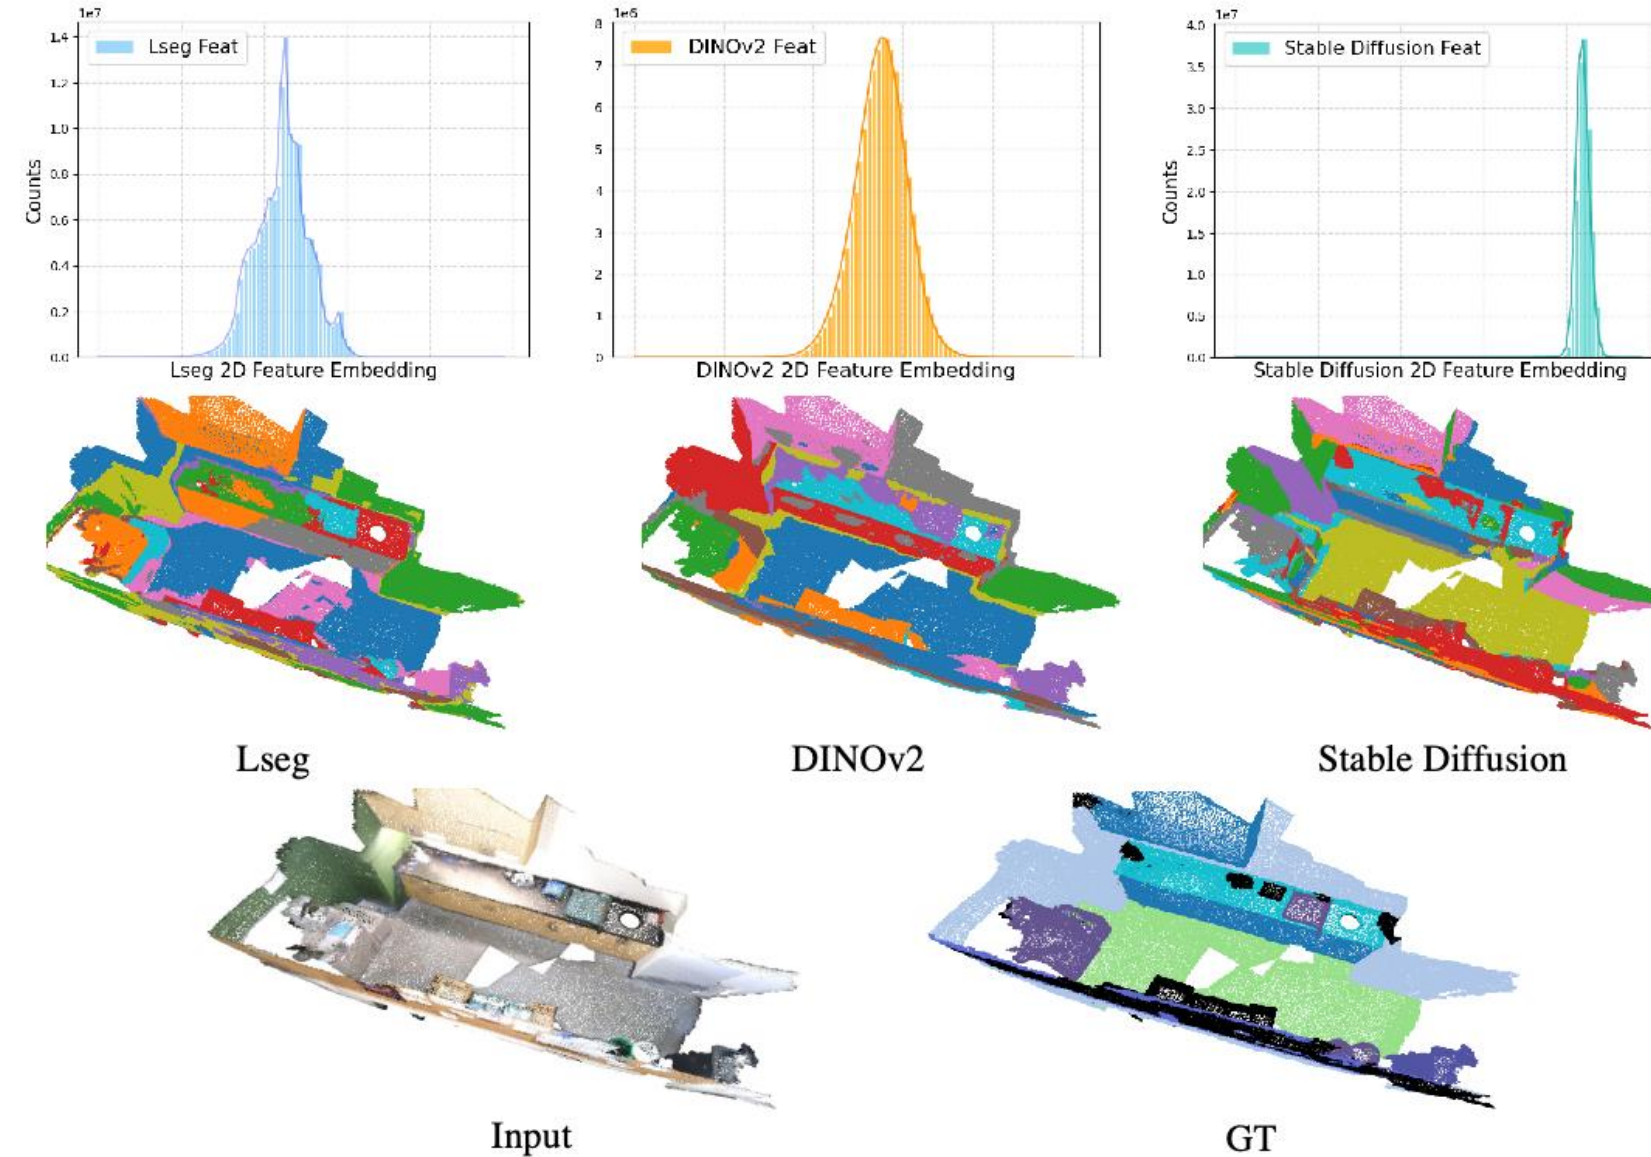 1e7
Lseg Feat
1.4
1.2
1.0
0.8
0.6
0.4
0.2
0.0
Counts
Lseg 2D Feature Embedding
1e6
DINOv2 Feat
8
7
6
5
4
3
2
1
0
DINOv2 2D Feature Embedding
1e7
Stable Diffusion Feat
4.0
3.5
3.0
2.5
2.0
1.5
1.0
0.5
0.0
Counts
Stable Diffusion 2D Feature Embedding
Lseg
DINOv2
Stable Diffusion
Input
GT